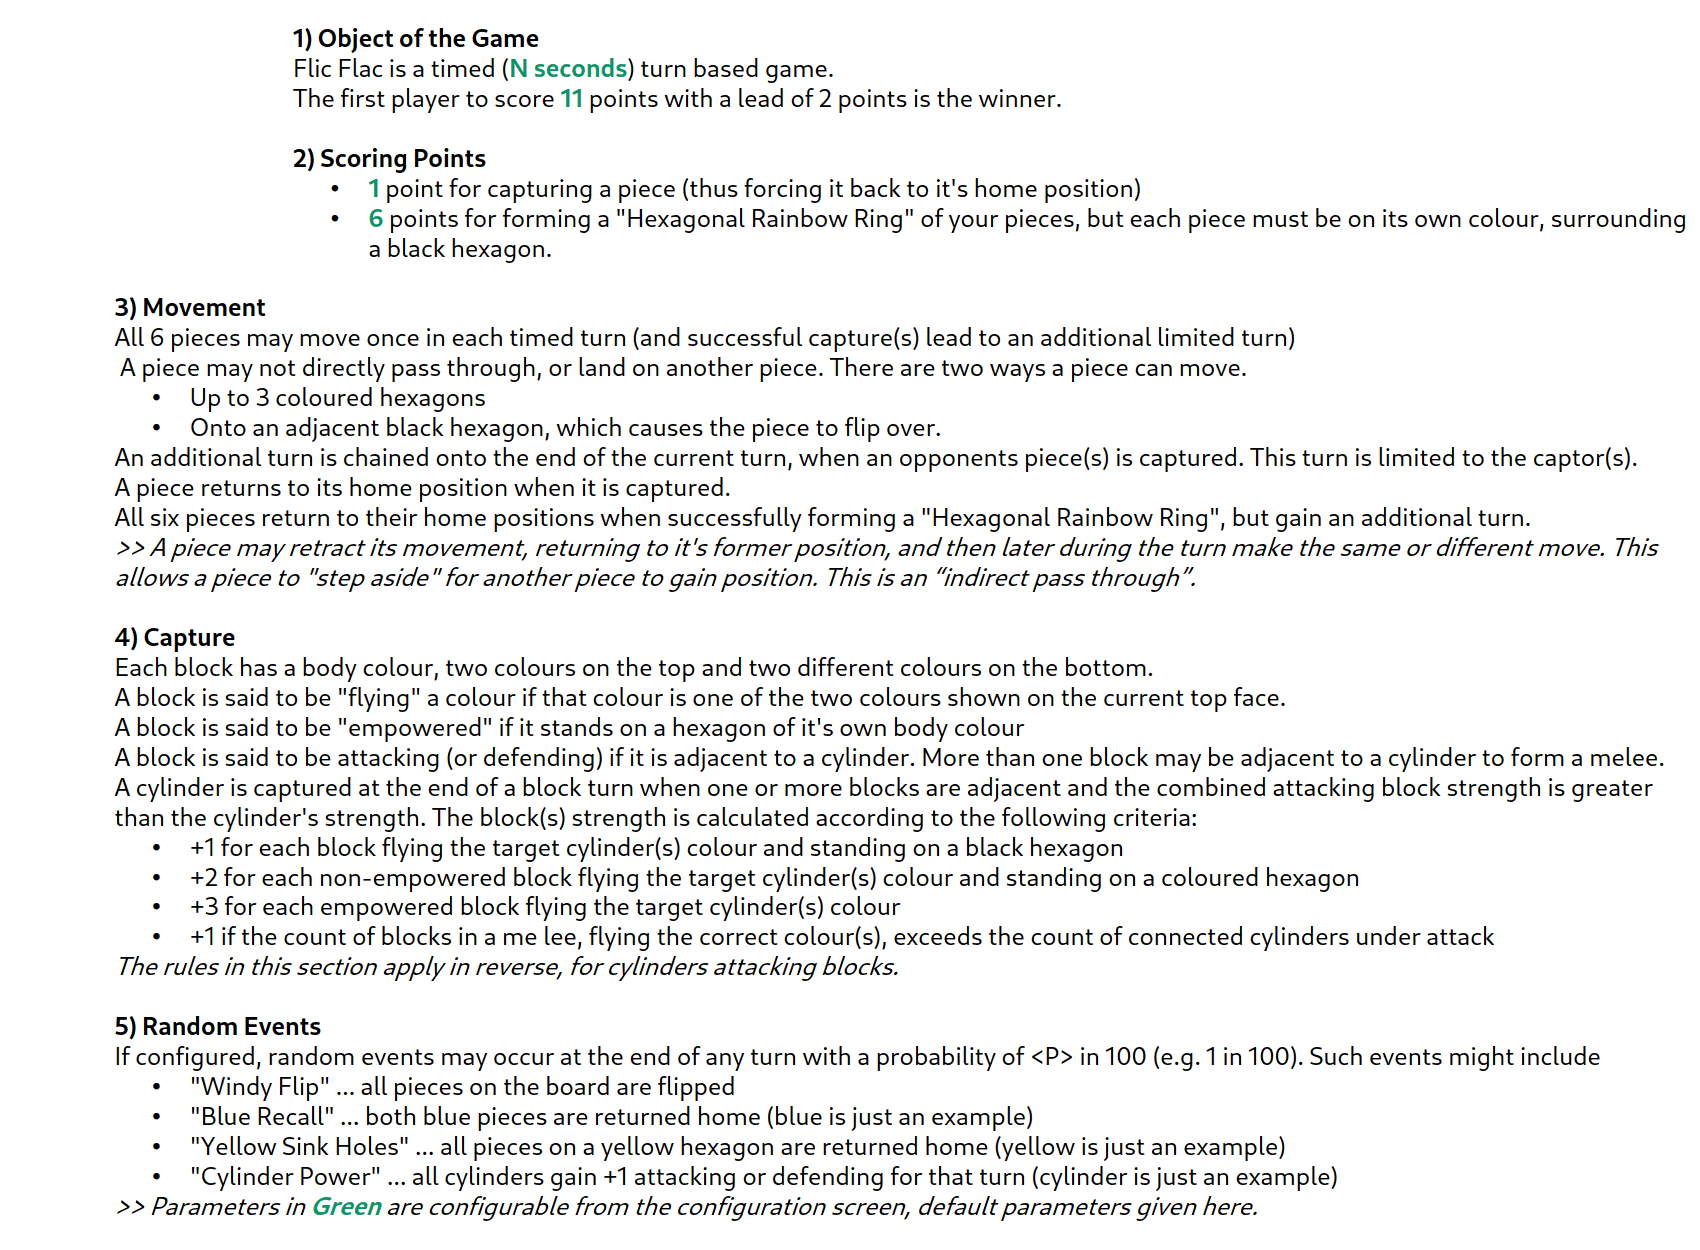 1) Object of the Game
Flic Flac is a timed (N seconds) turn based game.
The first player to score 11 points with a lead of 2 points is the winner.
2) Scoring Points
• 1 point for capturing a piece (thus forcing it back to it's home position)
• 6 points for forming a "Hexagonal Rainbow Ring" of your pieces, but each piece must be on its own colour, surrounding
a black hexagon.
3) Movement
All 6 pieces may move once in each timed turn (and successful capture(s) lead to an additional limited turn)
A piece may not directly pass through, or land on another piece. There are two ways a piece can move.
• Up to 3 coloured hexagons
• Onto an adjacent black hexagon, which causes the piece to flip over.
An additional turn is chained onto the end of the current turn, when an opponents piece(s) is captured. This turn is limited to the captor(s).
A piece returns to its home position when it is captured.
All six pieces return to their home positions when successfully forming a "Hexagonal Rainbow Ring", but gain an additional turn.
>> A piece may retract its movement, returning to it's former position, and then later during the turn make the same or different move. This
allows a piece to "step aside" for another piece to gain position. This is an “indirect pass through”.
4) Capture
Each block has a body colour, two colours on the top and two different colours on the bottom.
A block is said to be "flying" a colour if that colour is one of the two colours shown on the current top face.
A block is said to be "empowered" if it stands on a hexagon of it's own body colour
A block is said to be attacking (or defending) if it is adjacent to a cylinder. More than one block may be adjacent to a cylinder to form a melee.
A cylinder is captured at the end of a block turn when one or more blocks are adjacent and the combined attacking block strength is greater
than the cylinder's strength. The block(s) strength is calculated according to the following criteria:
• +1 for each block flying the target cylinder(s) colour and standing on a black hexagon
• +2 for each non-empowered block flying the target cylinder(s) colour and standing on a coloured hexagon
• +3 for each empowered block flying the target cylinder(s) colour
• +1 if the count of blocks in a me lee, flying the correct colour(s), exceeds the count of connected cylinders under attack
The rules in this section apply in reverse, for cylinders attacking blocks.
5) Random Events
If configured, random events may occur at the end of any turn with a probability of <P> in 100 (e.g. 1 in 100). Such events might include
• "Windy Flip" ... all pieces on the board are flipped
• "Blue Recall" ... both blue pieces are returned home (blue is just an example)
• "Yellow Sink Holes" ... all pieces on a yellow hexagon are returned home (yellow is just an example)
• "Cylinder Power" ... all cylinders gain +1 attacking or defending for that turn (cylinder is just an example)
>> Parameters in Green are configurable from the configuration screen, default parameters given here.